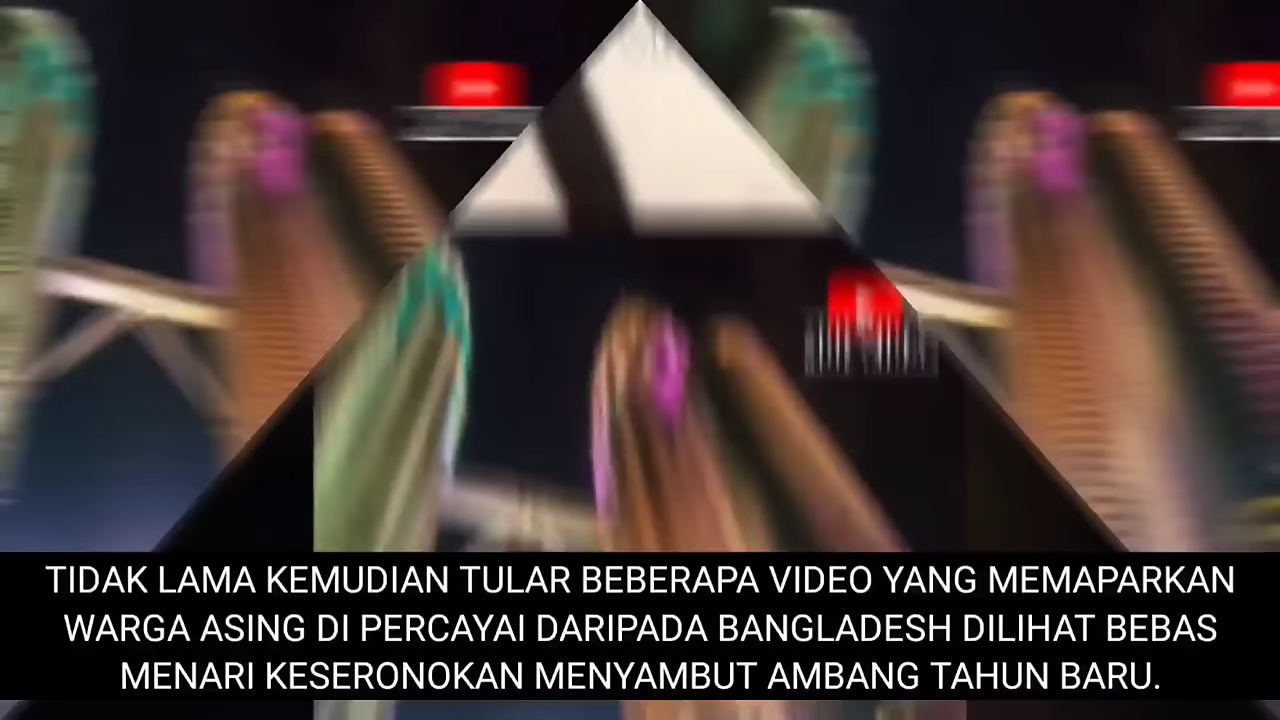 TIDAK LAMA KEMUDIAN TULAR BEBERAPA VIDEO YANG MEMAPARKAN
WARGA ASING DI PERCAYAI DARIPADA BANGLADESH DILIHAT BEBAS
MENARI KESERONOKAN MENYAMBUT AMBANG TAHUN BARU.